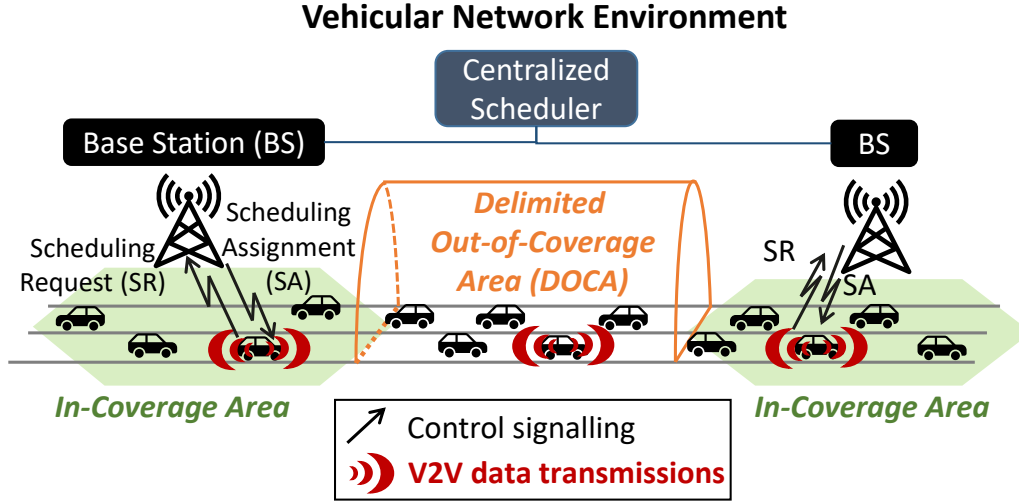 Vehicular Network Environment
Centralized
Scheduler
Base Station (BS)
BS
Scheduling
Request (SR)
Scheduling
Assignment
(SA)
Delimited
Out-of-Coverage
Area (DOCA)
SR
SA
In-Coverage Area
In-Coverage Area
Control signalling
V2V data transmissions